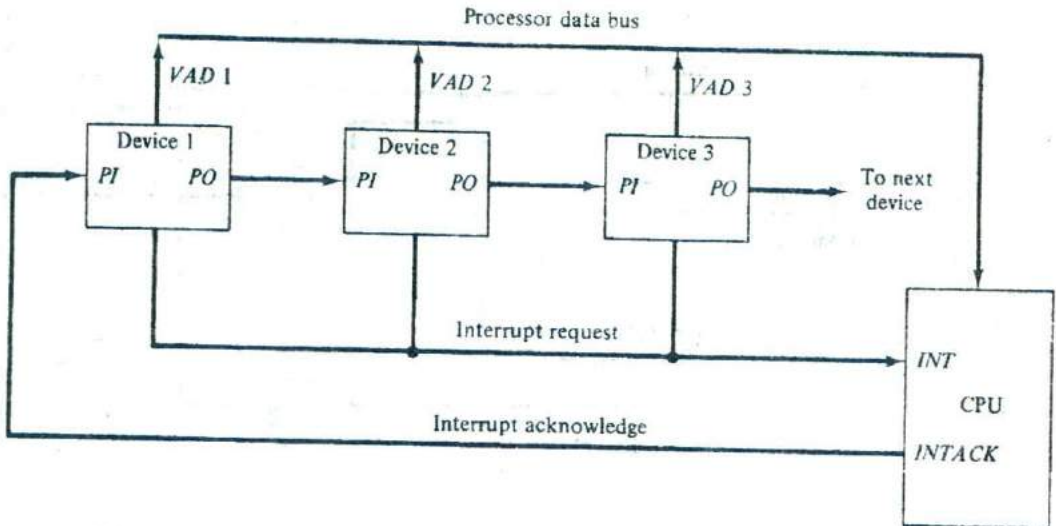 Processor data bus
VAD 1
VAD 2
VAD 3
Device 1
PI PO
Device 2
PI PO
Device 3
PI PO
To next
device
Interrupt request
INT
CPU
Interrupt acknowledge
INTACK